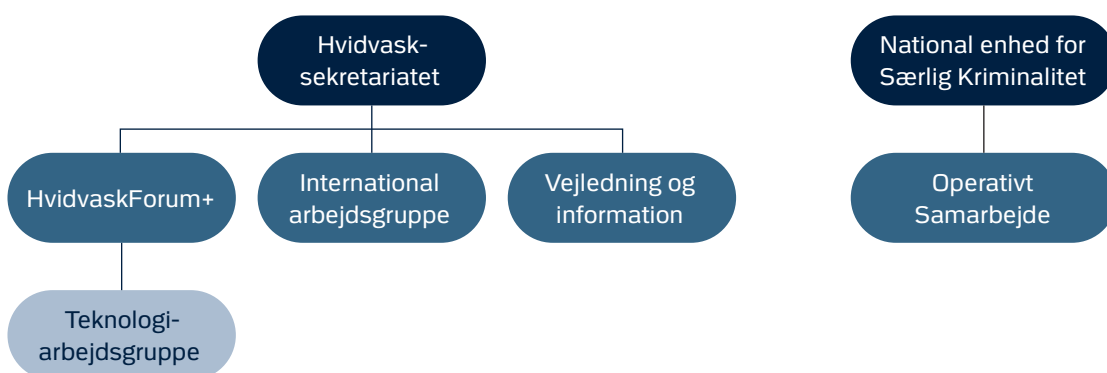 Hvidvask-
sekretariatet
National enhed for
Særlig Kriminalitet
HvidvaskForum+
International
arbejdsgruppe
Vejledning og
information
Operativt
Samarbejde
Teknologi-
arbejdsgruppe